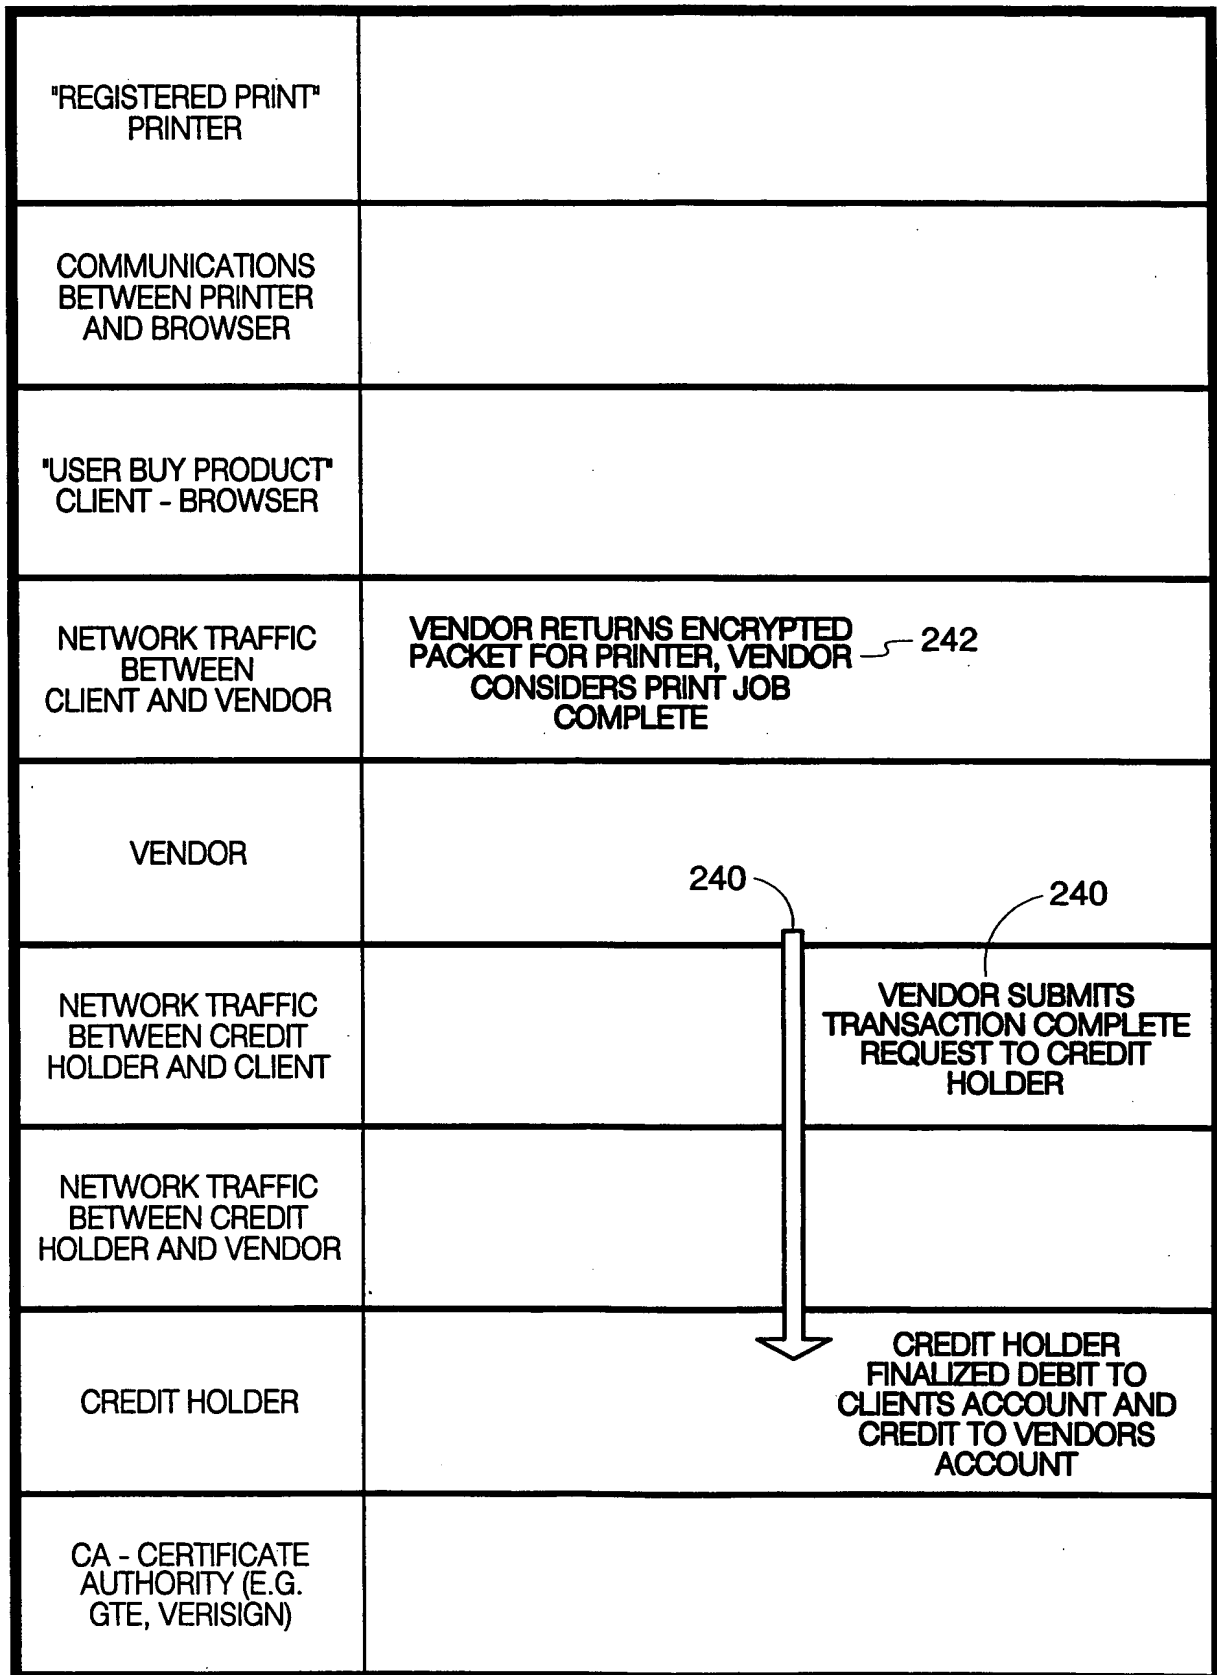 "REGISTERED PRINT"
PRINTER
COMMUNICATIONS
BETWEEN PRINTER
AND BROWSER
"USER BUY PRODUCT"
CLIENT - BROWSER
NETWORK TRAFFIC
BETWEEN
CLIENT AND VENDOR
VENDOR RETURNS ENCRYPTED
PACKET FOR PRINTER, VENDOR
CONSIDERS PRINT JOB
COMPLETE
242
VENDOR
240
240
NETWORK TRAFFIC
BETWEEN CREDIT
HOLDER AND CLIENT
VENDOR SUBMITS
TRANSACTION COMPLETE
REQUEST TO CREDIT
HOLDER
NETWORK TRAFFIC
BETWEEN CREDIT
HOLDER AND VENDOR
CREDIT HOLDER
CREDIT HOLDER
FINALIZED DEBIT TO
CLIENTS ACCOUNT AND
CREDIT TO VENDORS
ACCOUNT
CA - CERTIFICATE
AUTHORITY (E.G.
GTE, VERISIGN)